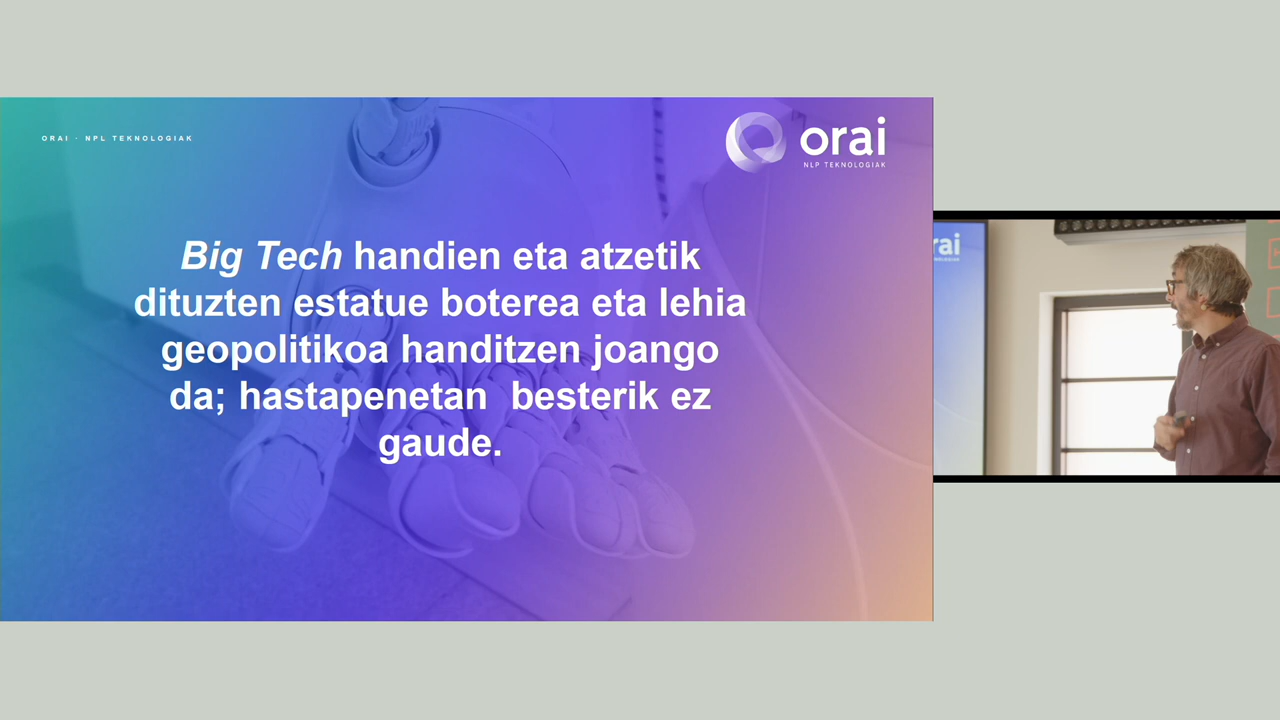 ORAI - NPL TEKNOLOGIAK
orai
NLP TEKNOLOGIAK
Big Tech handien eta atzetik
dituzten estatue boterea eta lehia
geopolitikoa handitzen joango
da; hastapenetan  besterik ez
gaude.
rai